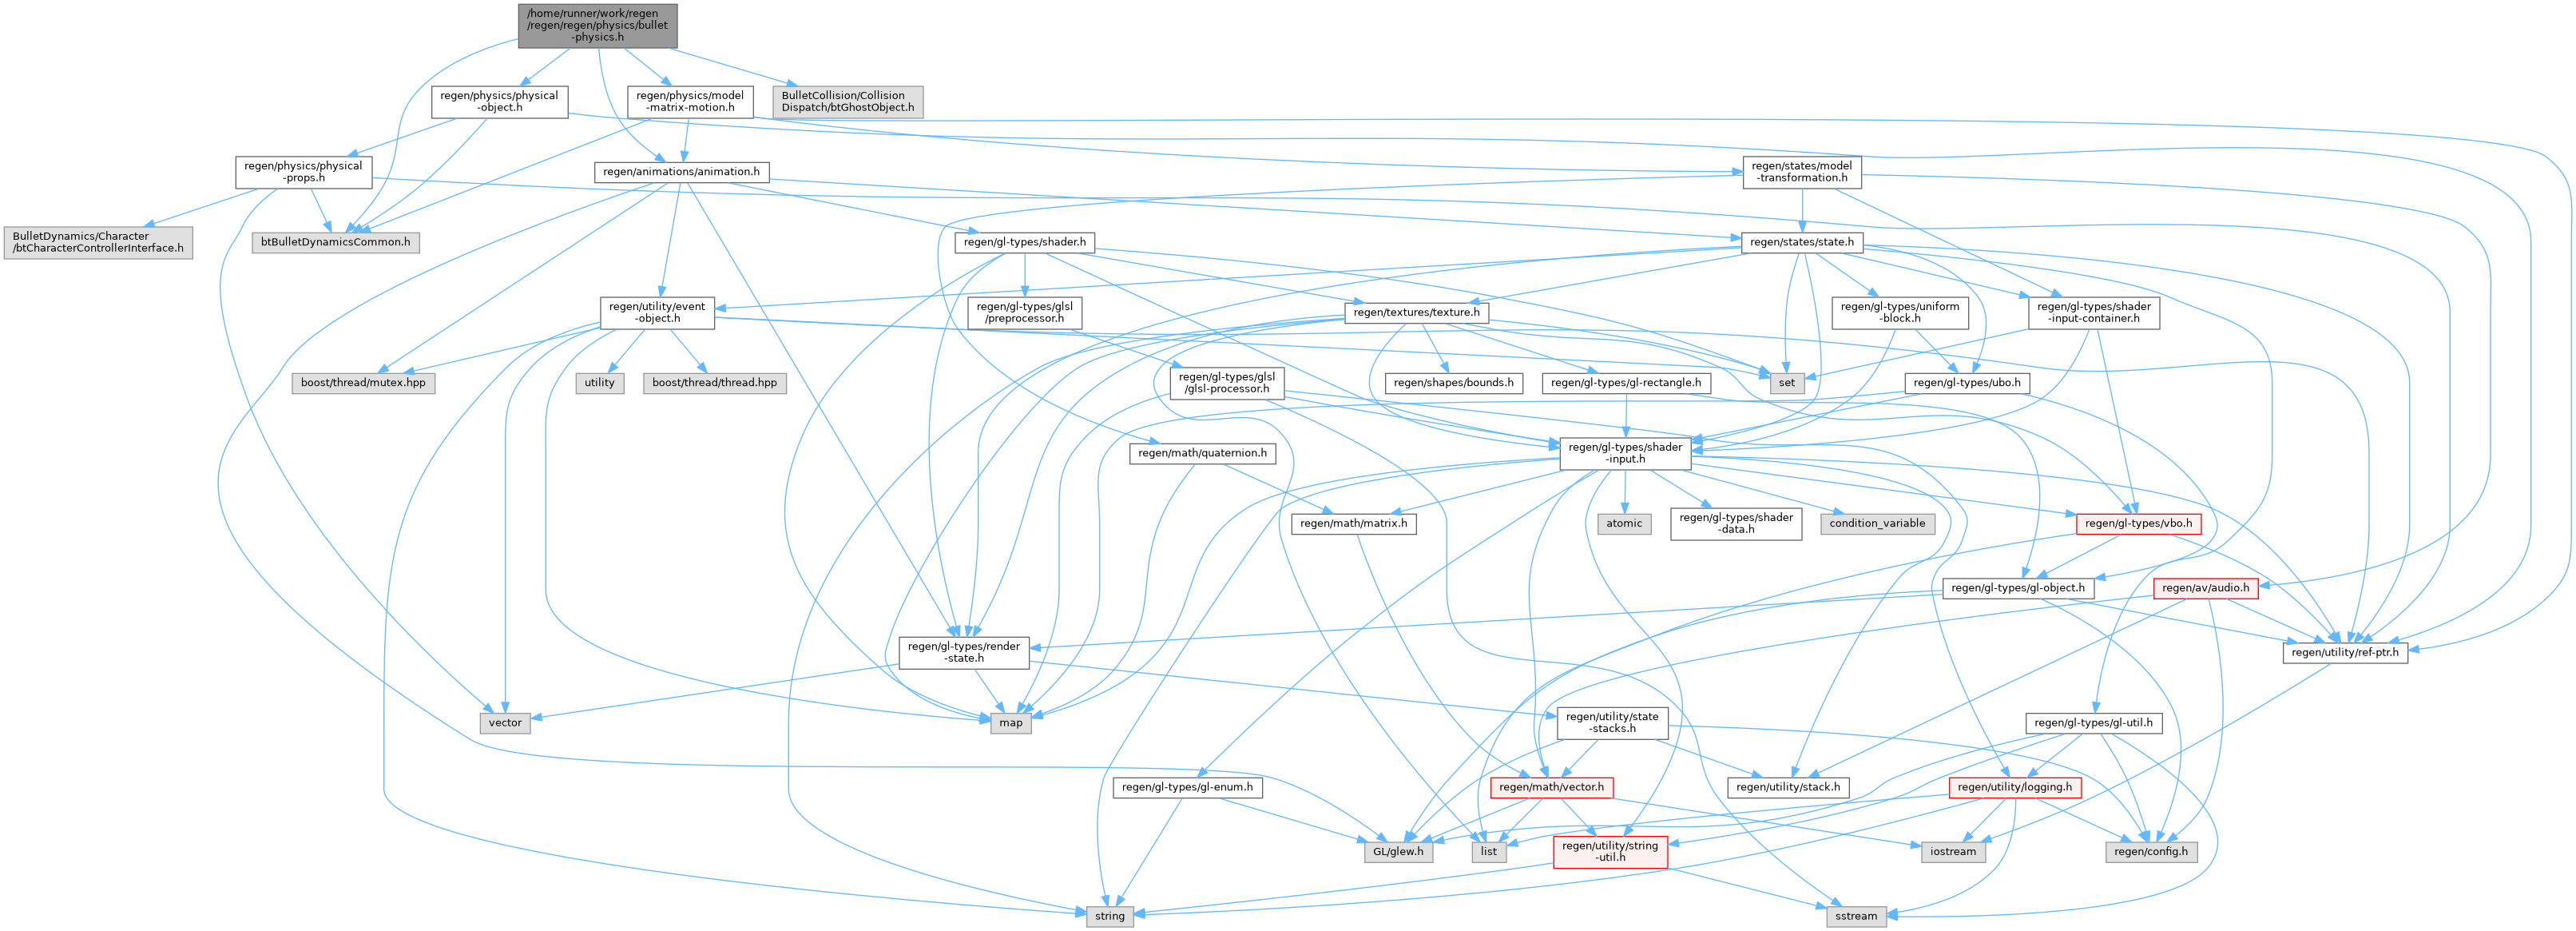 /home/runner/work/regen
/regen/regen/physics/bullet
-physics.h
regen/physics/physical
-object.h
regen/physics/model
-matrix-motion.h
BulletCollision/Collision
Dispatch/btGhostObject.h
regen/physics/physical
-props.h
regen/animations/animation.h
regen/states/model
-transformation.h
BulletDynamics/Character
/btCharacterControllerInterface.h
btBulletDynamicsCommon.h
regen/gl-types/shader.h
regen/states/state.h
regen/utility/event
-object.h
regen/gl-types/glsl
/preprocessor.h
regen/textures/texture.h
regen/gl-types/uniform
-block.h
regen/gl-types/shader
-input-container.h
boost/thread/mutex.hpp
utility
boost/thread/thread.hpp
regen/gl-types/glsl
/glsl-processor.h
regen/shapes/bounds.h
regen/gl-types/gl-rectangle.h
set
regen/gl-types/ubo.h
regen/math/quaternion.h
regen/gl-types/shader
-input.h
regen/math/matrix.h
atomic
regen/gl-types/shader
-data.h
condition_variable
regen/gl-types/vbo.h
regen/gl-types/gl-object.h
regen/av/audio.h
regen/gl-types/render
-state.h
regen/utility/ref-ptr.h
vector
map
regen/utility/state
-stacks.h
regen/gl-types/gl-util.h
regen/gl-types/gl-enum.h
regen/math/vector.h
regen/utility/stack.h
regen/utility/logging.h
GL/glew.h
list
regen/utility/string
-util.h
iostream
regen/config.h
string
sstream